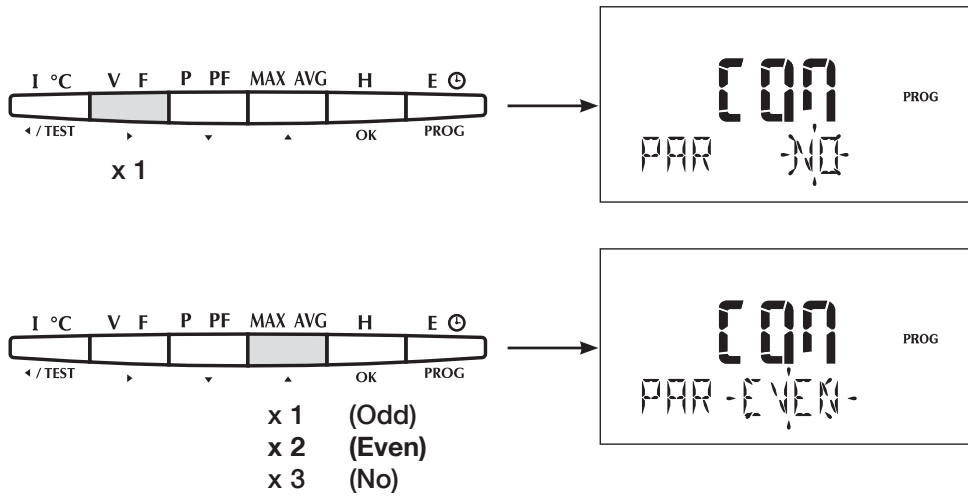 I °C V F P PF MAX AVG H E
/ TEST OK PROG
x 1
COM PROG
PAR NO
I °C V F P PF MAX AVG H E
/ TEST OK PROG
x 1 (Odd)
x 2 (Even)
x 3 (No)
COM PROG
PAR EVEN